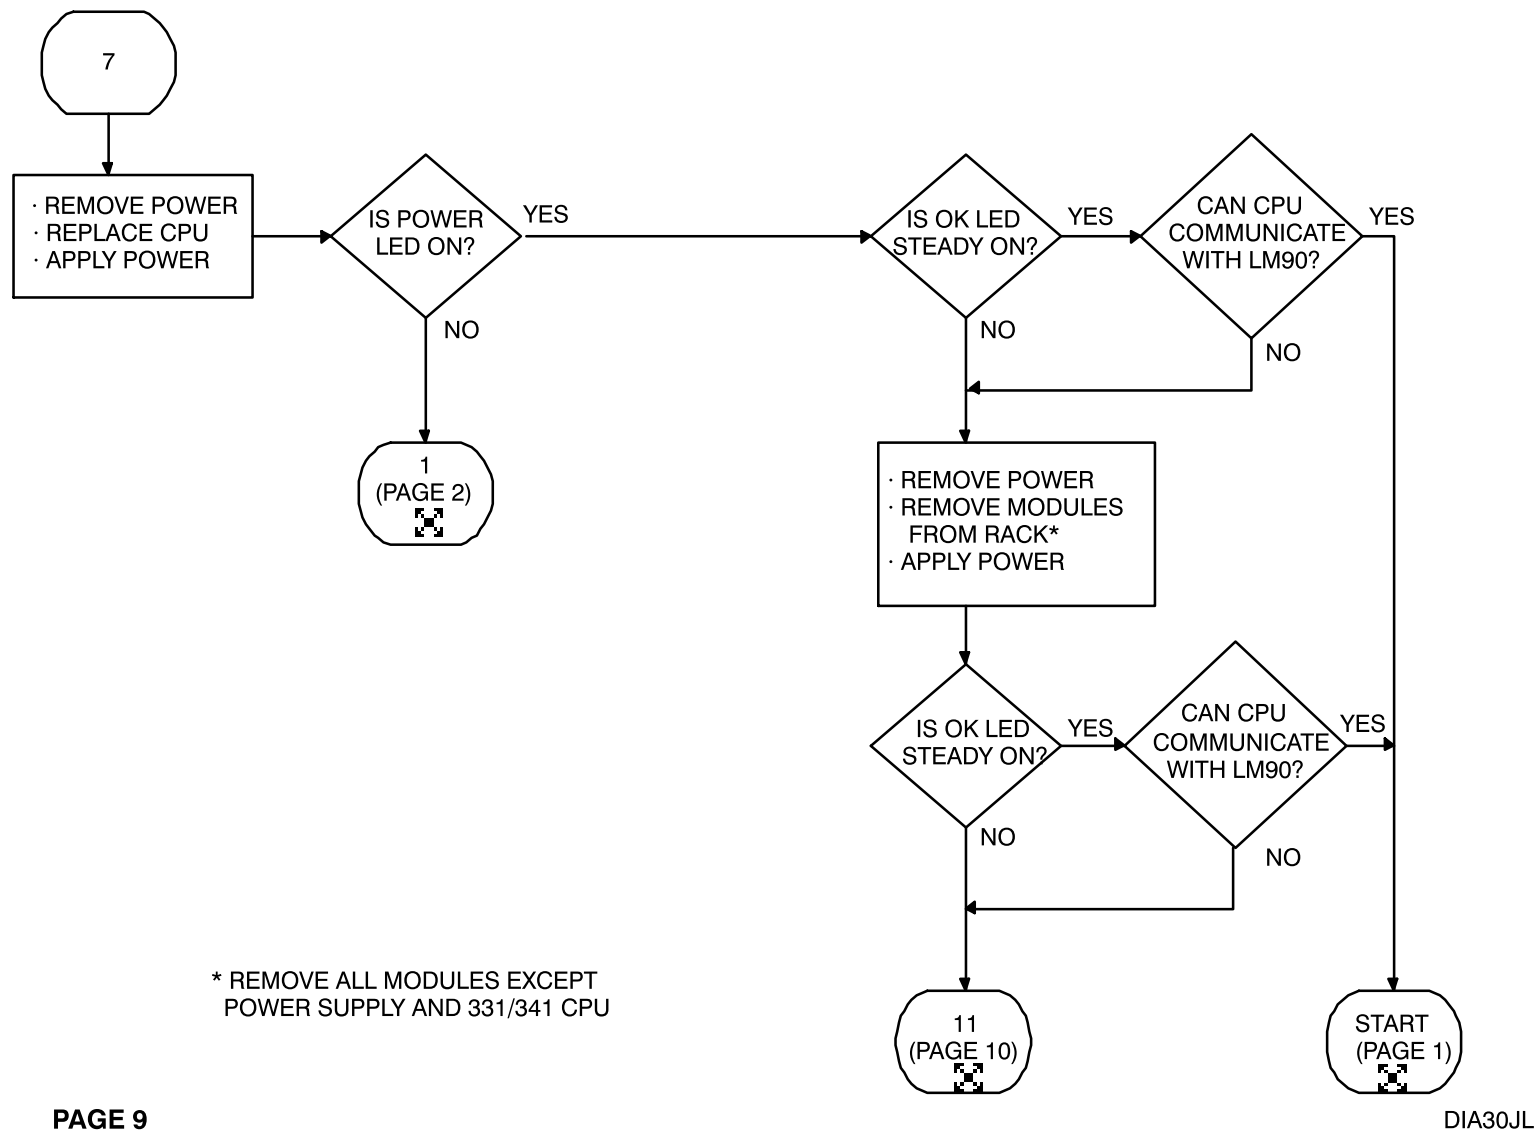 7
· REMOVE POWER
· REPLACE CPU
· APPLY POWER
IS POWER
LED ON?
YES
NO
1
(PAGE 2)
IS OK LED
STEADY ON?
YES
NO
CAN CPU
COMMUNICATE
WITH LM90?
YES
NO
· REMOVE POWER
· REMOVE MODULES
FROM RACK*
· APPLY POWER
IS OK LED
STEADY ON?
YES
NO
CAN CPU
COMMUNICATE
WITH LM90?
YES
NO
* REMOVE ALL MODULES EXCEPT
POWER SUPPLY AND 331/341 CPU
11
(PAGE 10)
START
(PAGE 1)
PAGE 9
DIA30JL